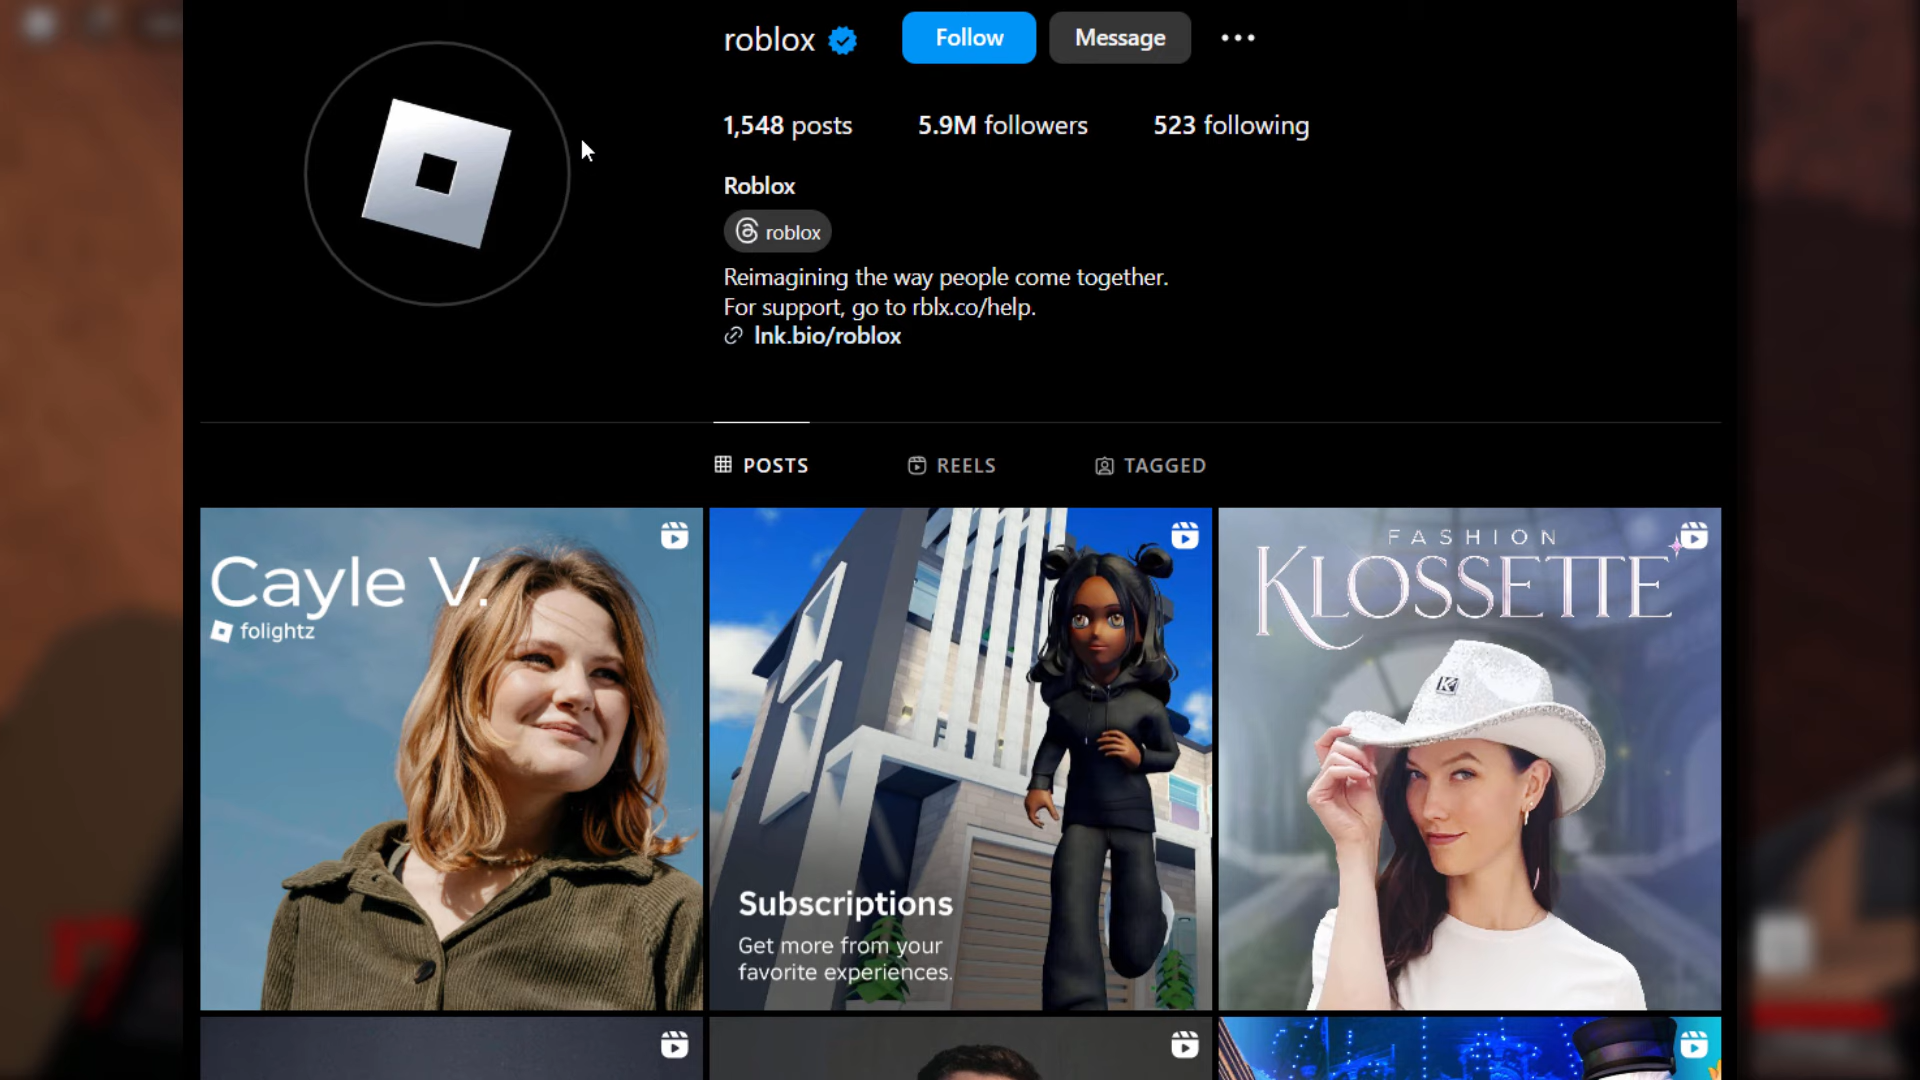 roblox
Follow
Message
1,548 posts
5.9M followers
523 following
Roblox
roblox
Reimagining the way people come together.
For support, go to rblx.co/help.
lnk.bio/roblox
POSTS
REELS
TAGGED
Cayle V.
folightz
Subscriptions
Get more from your
favorite experiences.
FASHION
KLOSSETTE